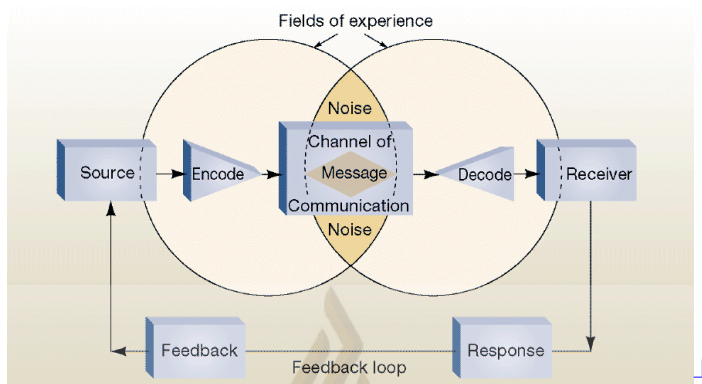 Fields of experience
Noise
Channel of
Source
Encode
Message
Decode
Receiver
Communication
Noise
Feedback
Response
Feedback loop